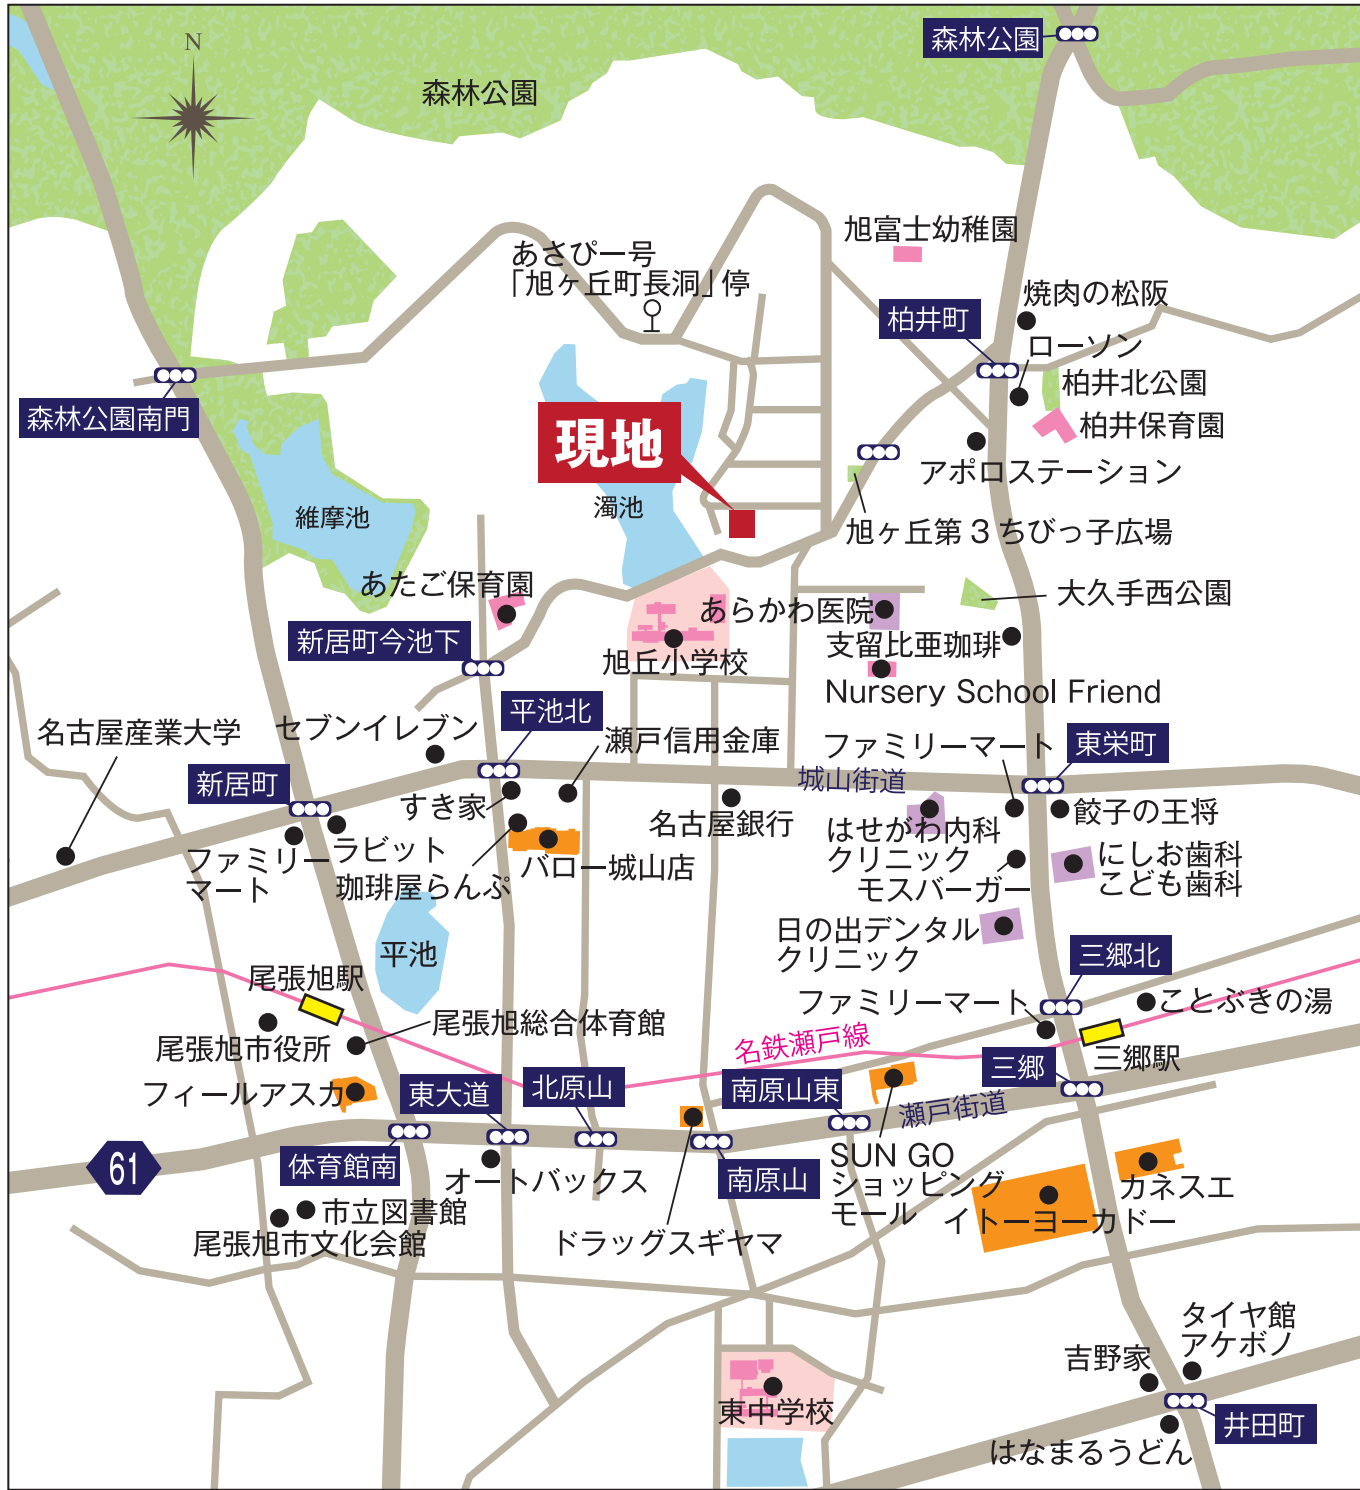 N
森林公園
森林公園
旭富士幼稚園
あさぴー号
「旭ヶ丘町長洞」停
焼肉の松阪
柏井町
ローソン
柏井北公園
森林公園南門
柏井保育園
現地
アポロステーション
維摩池
濁池
旭ヶ丘第3ちびっ子広場
あたご保育園
大久手西公園
あらかわ医院
新居町今池下
支留比亜珈琲
旭丘小学校
Nursery School Friend
平池北
名古屋産業大学
セブンイレブン
瀬戸信用金庫
ファミリーマート
東栄町
新居町
城山街道
すき家
名古屋銀行
はせがわ内科
クリニック
餃子の王将
ファミリー
マート
ラビット
珈琲屋らんぷ
バロー城山店
モスバーガー
にしお歯科
こども歯科
平池
日の出デンタル
クリニック
三郷北
尾張旭駅
ファミリーマート
ことぶきの湯
尾張旭市役所
尾張旭総合体育館
名鉄瀬戸線
三郷駅
三郷
フィールアスカ
東大道
北原山
南原山東
瀬戸街道
61
体育館南
オートバックス
南原山
SUN GO
ショッピング
モール
カネスエ
イトーヨーカドー
市立図書館
尾張旭市文化会館
ドラッグスギヤマ
タイヤ館
アケボノ
吉野家
東中学校
井田町
はなまるうどん